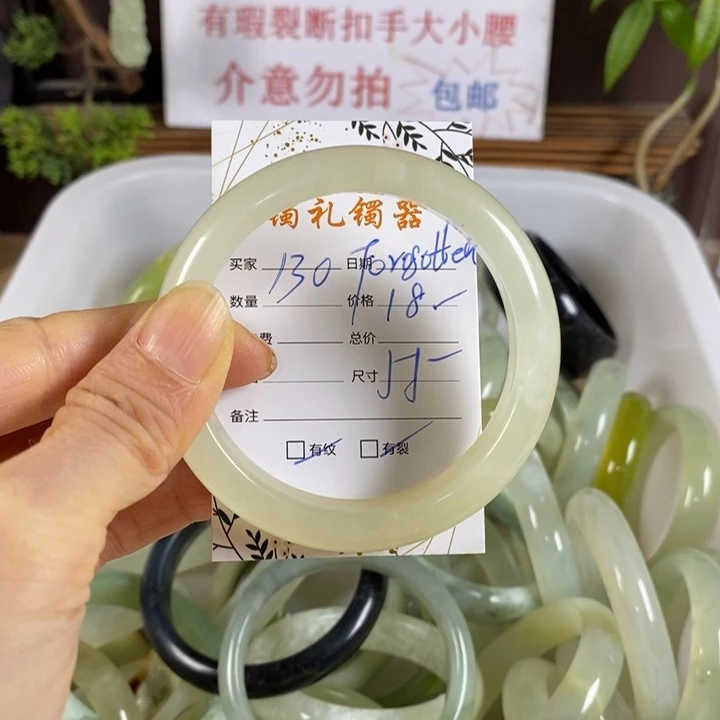 有瑕裂断扣手大小腰
介意勿拍 包邮
镯礼镯器
买家 130 日期 Forgotten
数量 价格 18
费 总价
尺寸 55
备注
有纹 有裂